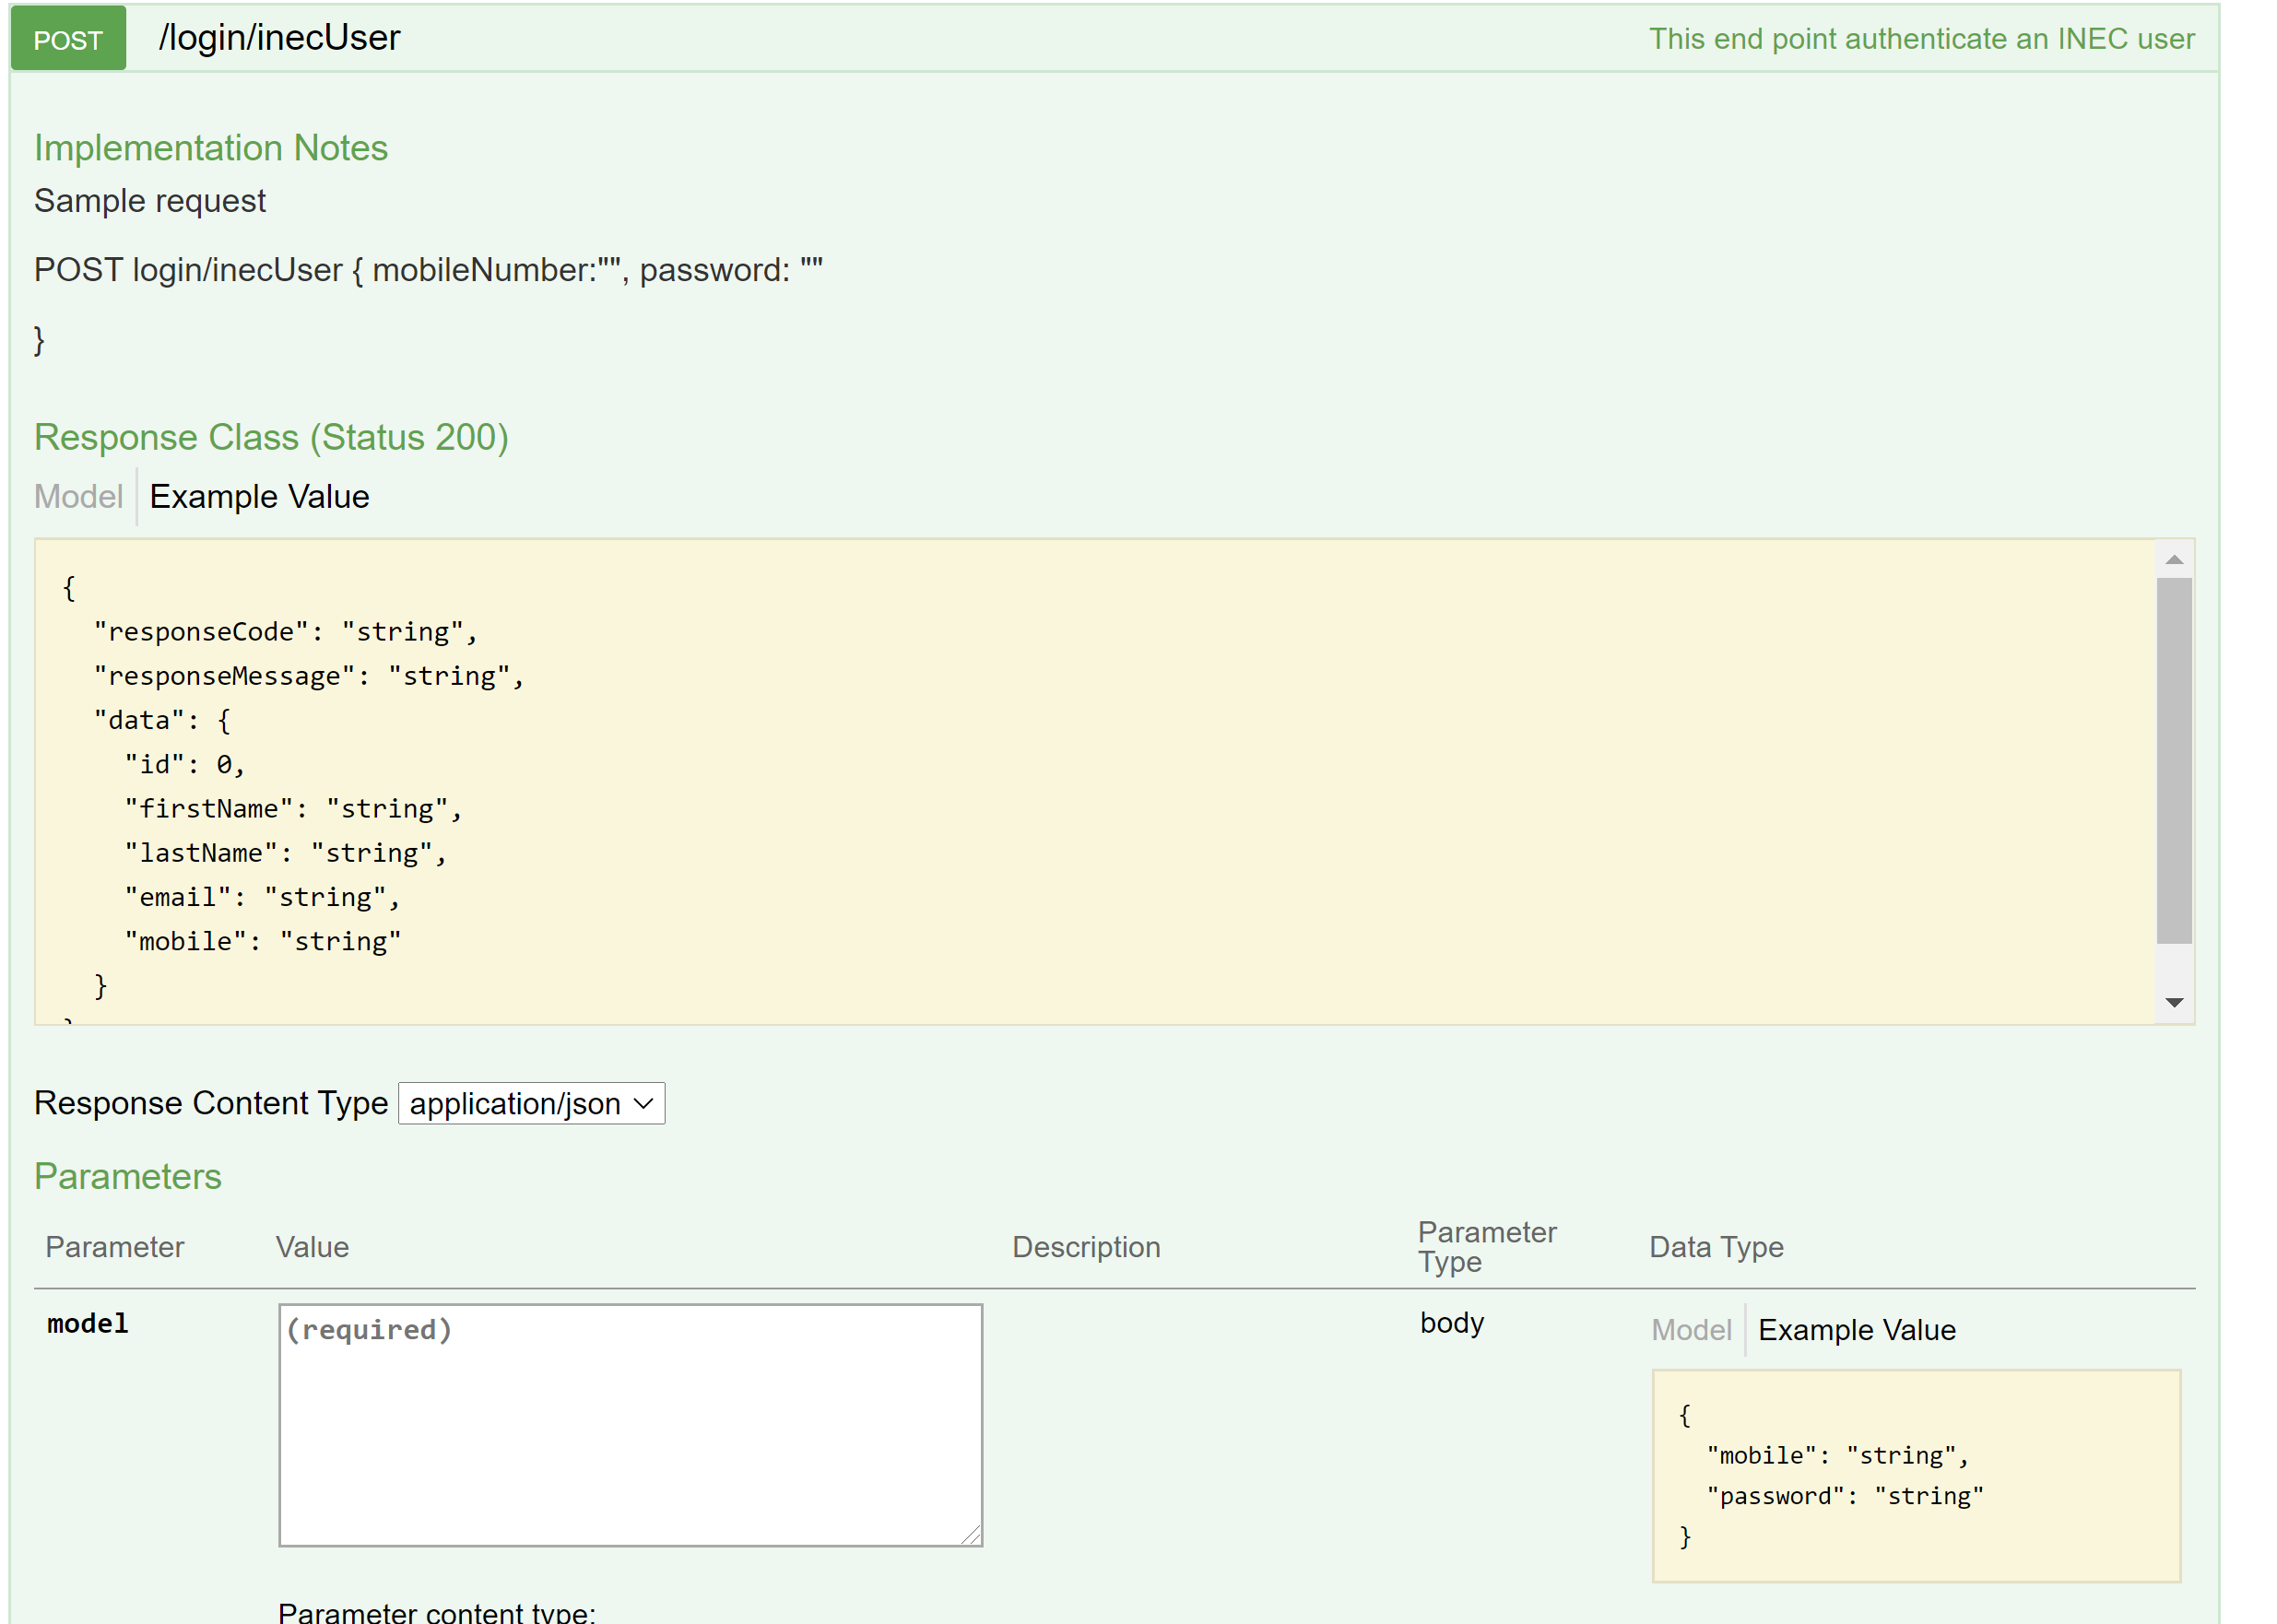 POST /login/inecUser This end point authenticate an INEC user
Implementation Notes
Sample request
POST login/inecUser { mobileNumber:"", password: ""
}
Response Class (Status 200)
Model Example Value
{
"responseCode": "string",
"responseMessage": "string",
"data": {
"id": 0,
"firstName": "string",
"lastName": "string",
"email": "string",
"mobile": "string"
}
Response Content Type application/json
Parameters
Parameter Value Description Parameter Type Data Type
model (required) body Model Example Value
{
"mobile": "string",
"password": "string"
}
Parameter content type: